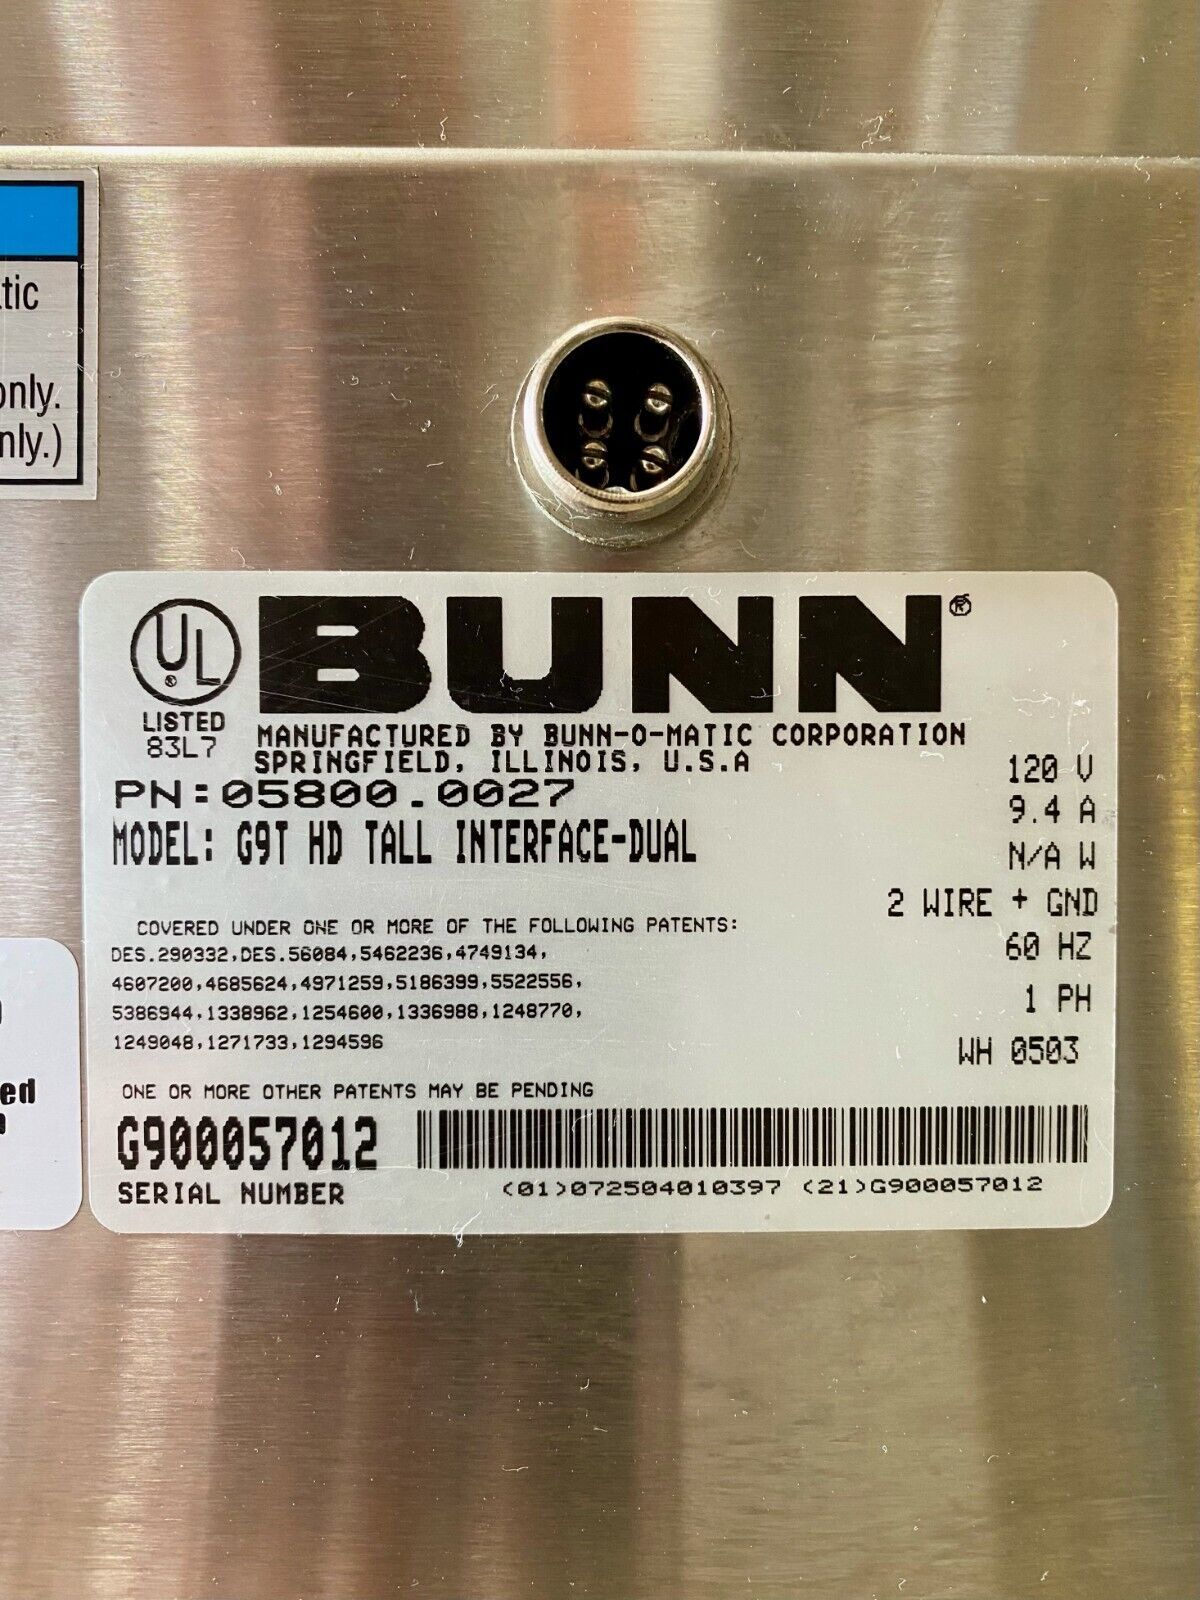 tic
only.
nly.)
UL
®
LISTED
83L7
BUNN®
MANUFACTURED BY BUNN-O-MATIC CORPORATION
SPRINGFIELD, ILLINOIS, U.S.A
PN:05800.0027
MODEL: G9T HD TALL INTERFACE-DUAL
120 V
9.4 A
N/A W
2 WIRE + GND
60 HZ
1 PH
WH 0503
COVERED UNDER ONE OR MORE OF THE FOLLOWING PATENTS:
DES.290332,DES.56084,5462236,4749134,
4607200,4685624,4971259,5186399,5522556,
5386944,1338962,1254600,1336988,1248770,
1249048,1271733,1294596
ONE OR MORE OTHER PATENTS MAY BE PENDING
G900057012
SERIAL NUMBER
(01)072504010397 (21)G900057012
ed